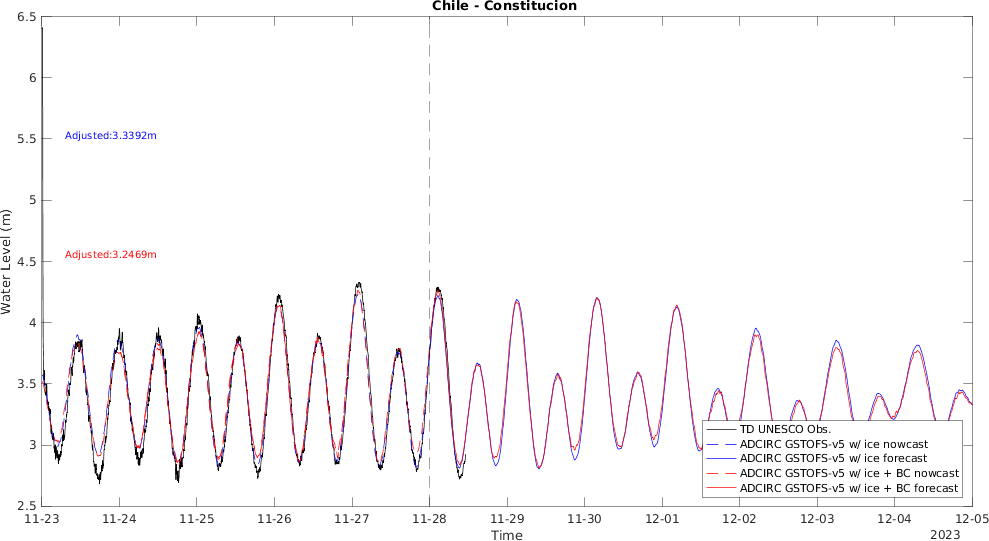 Chile - Constitucion
6.5
6
5.5
5
4.5
4
3.5
3
2.5
Water Level (m)
Adjusted:3.3392m
Adjusted:3.2469m
TD UNESCO Obs.
ADCIRC GSTOFS-v5 w/ ice nowcast
ADCIRC GSTOFS-v5 w/ ice forecast
ADCIRC GSTOFS-v5 w/ ice + BC nowcast
ADCIRC GSTOFS-v5 w/ ice + BC forecast
11-23 11-24 11-25 11-26 11-27 11-28 11-29 11-30 12-01 12-02 12-03 12-04 12-05
Time
2023